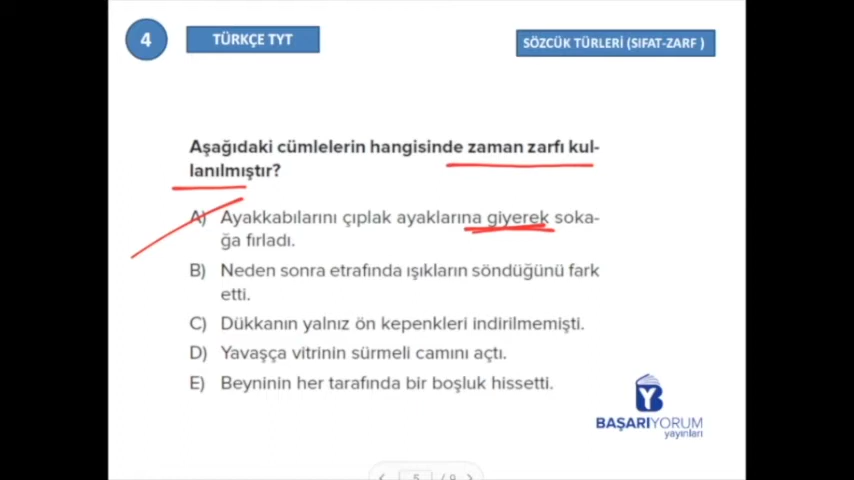 4
TÜRKÇE TYT
SÖZCÜK TÜRLERİ (SIFAT-ZARF )
Aşağıdaki cümlelerin hangisinde zaman zarfı kul-
lanılmıştır?
A) Ayakkabılarını çıplak ayaklarına giyerek soka-
ğa fırladı.
B) Neden sonra etrafında ışıkların söndüğünü fark
etti.
C) Dükkanın yalnız ön kepenkleri indirilmemişti.
D) Yavaşça vitrinin sürmeli camını açtı.
E) Beyninin her tarafında bir boşluk hissetti.
BAŞARIYORUM
yayınları
5 / 9